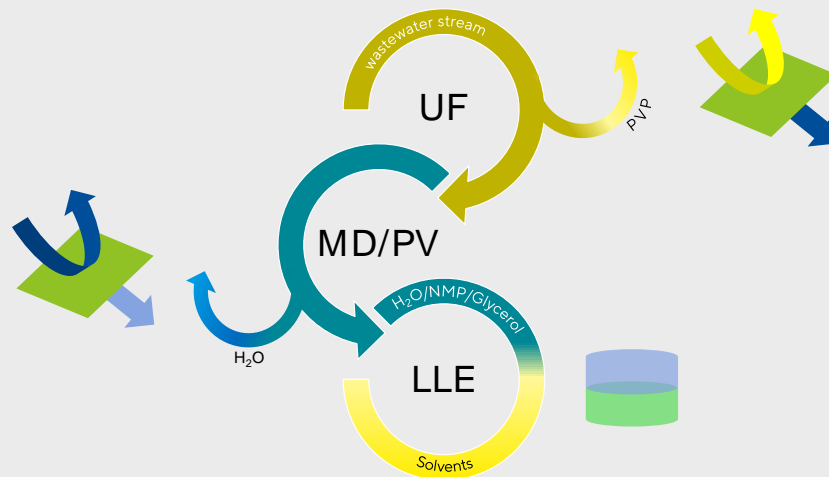 wastewater stream
UF
PVP
MD/PV
H₂O/NMP/Glycerol
H₂O
LLE
Solvents